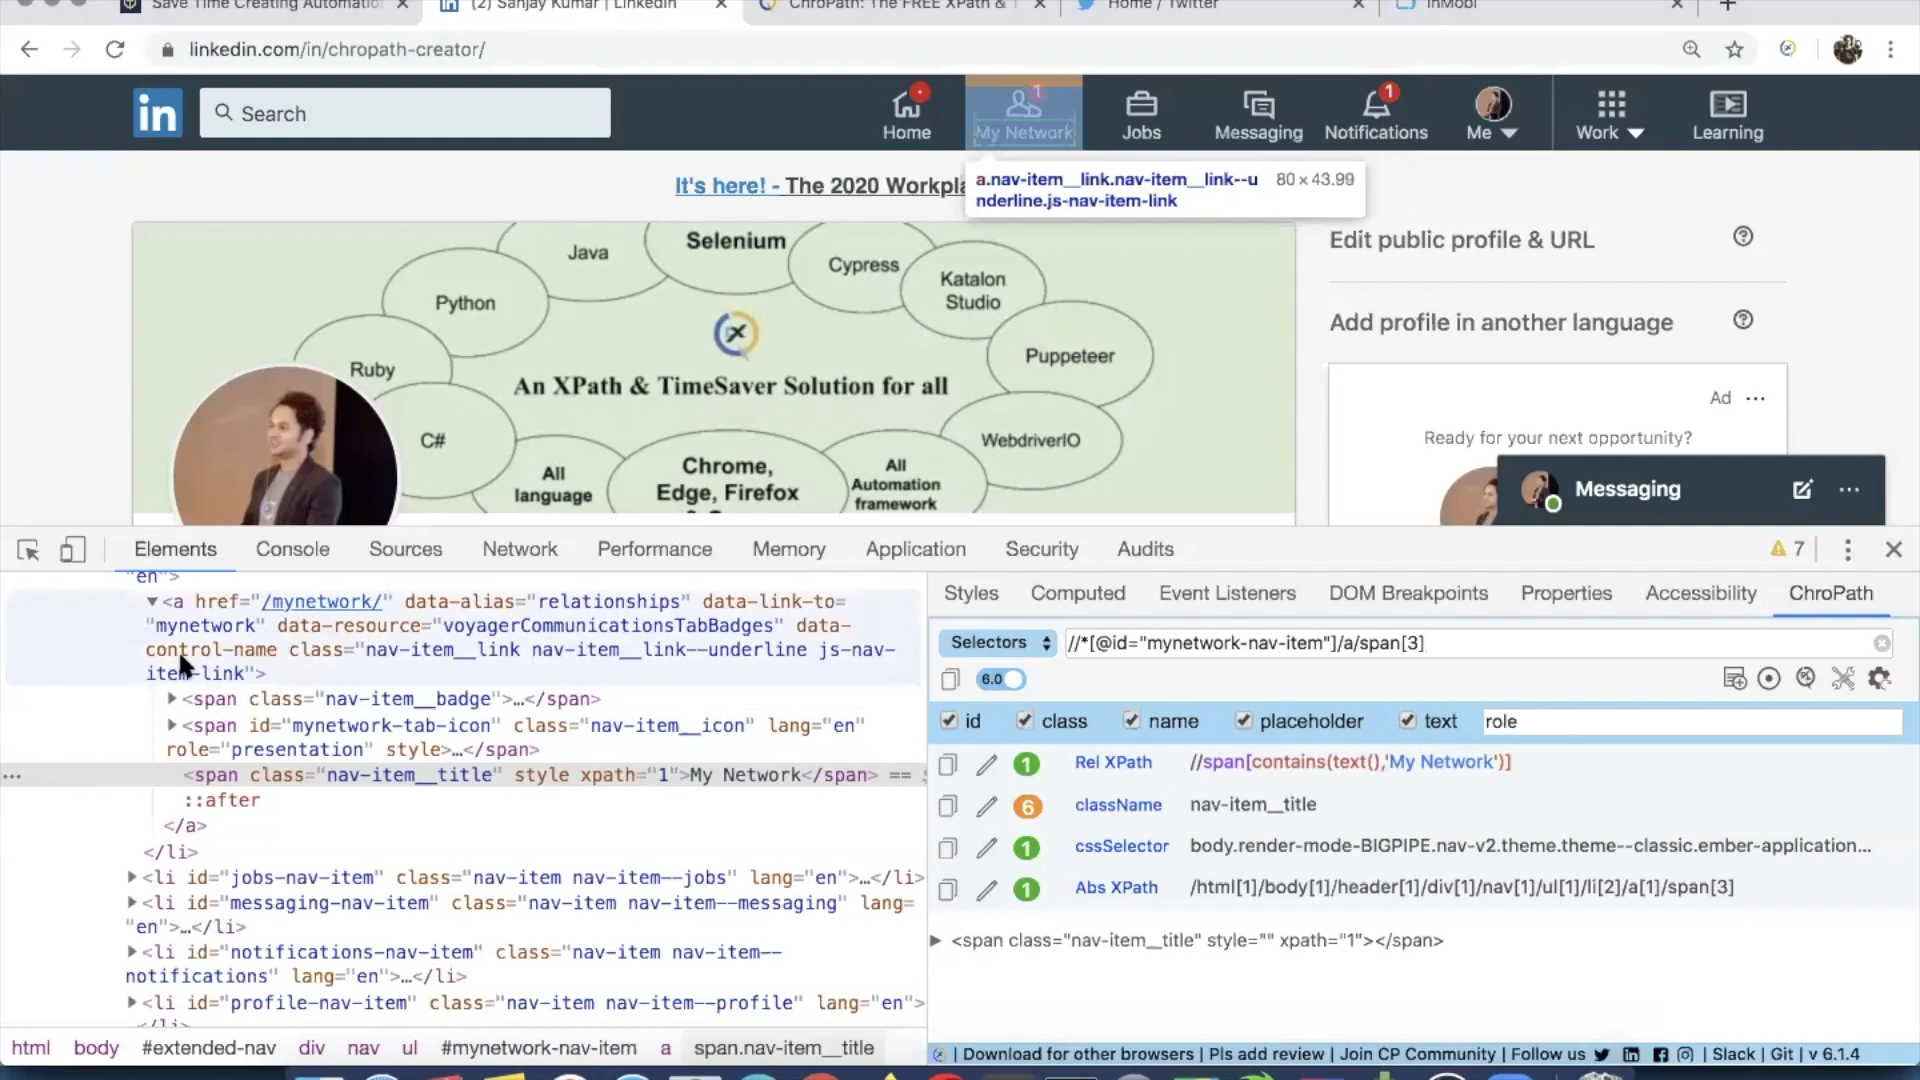 Save Time Creating Automatio
(2) Sanjay Kumar | LinkedIn
ChroPath: The FREE XPath &
Home / Twitter
InMobi
linkedin.com/in/chropath-creator/
in
Search
Home
1
My Network
Jobs
Messaging
1
Notifications
Me
Work
Learning
It's here! - The 2020 Workpla
a.nav-item__link.nav-item__link--u
nderline.js-nav-item-link
80 × 43.99
Java
Selenium
Cypress
Katalon
Studio
Python
Puppeteer
Ruby
An XPath & TimeSaver Solution for all
C#
WebdriverIO
All
language
Chrome,
Edge, Firefox
All
Automation
framework
Edit public profile & URL
Add profile in another language
Ad
Ready for your next opportunity?
Messaging
Elements
Console
Sources
Network
Performance
Memory
Application
Security
Audits
7
"en">
<a href="/mynetwork/" data-alias="relationships" data-link-to=
"mynetwork" data-resource="voyagerCommunicationsTabBadges" data-
control-name class="nav-item__link nav-item__link--underline js-nav-
item-link">
<span class="nav-item__badge">…</span>
<span id="mynetwork-tab-icon" class="nav-item__icon" lang="en"
role="presentation" style>…</span>
<span class="nav-item__title" style xpath="1">My Network</span> ==
::after
</a>
</li>
<li id="jobs-nav-item" class="nav-item nav-item--jobs" lang="en">…</li>
<li id="messaging-nav-item" class="nav-item nav-item--messaging" lang=
"en">…</li>
<li id="notifications-nav-item" class="nav-item nav-item--
notifications" lang="en">…</li>
<li id="profile-nav-item" class="nav-item nav-item--profile" lang="en">
</li>
html body #extended-nav div nav ul #mynetwork-nav-item a span.nav-item__title
Styles
Computed
Event Listeners
DOM Breakpoints
Properties
Accessibility
ChroPath
Selectors
//*[@id="mynetwork-nav-item"]/a/span[3]
6.0
id
class
name
placeholder
text
role
1 Rel XPath //span[contains(text(),'My Network')]
6 className nav-item__title
1 cssSelector body.render-mode-BIGPIPE.nav-v2.theme.theme--classic.ember-application...
1 Abs XPath /html[1]/body[1]/header[1]/div[1]/nav[1]/ul[1]/li[2]/a[1]/span[3]
<span class="nav-item__title" style="" xpath="1"></span>
| Download for other browsers | Pls add review | Join CP Community | Follow us | Slack | Git | v 6.1.4